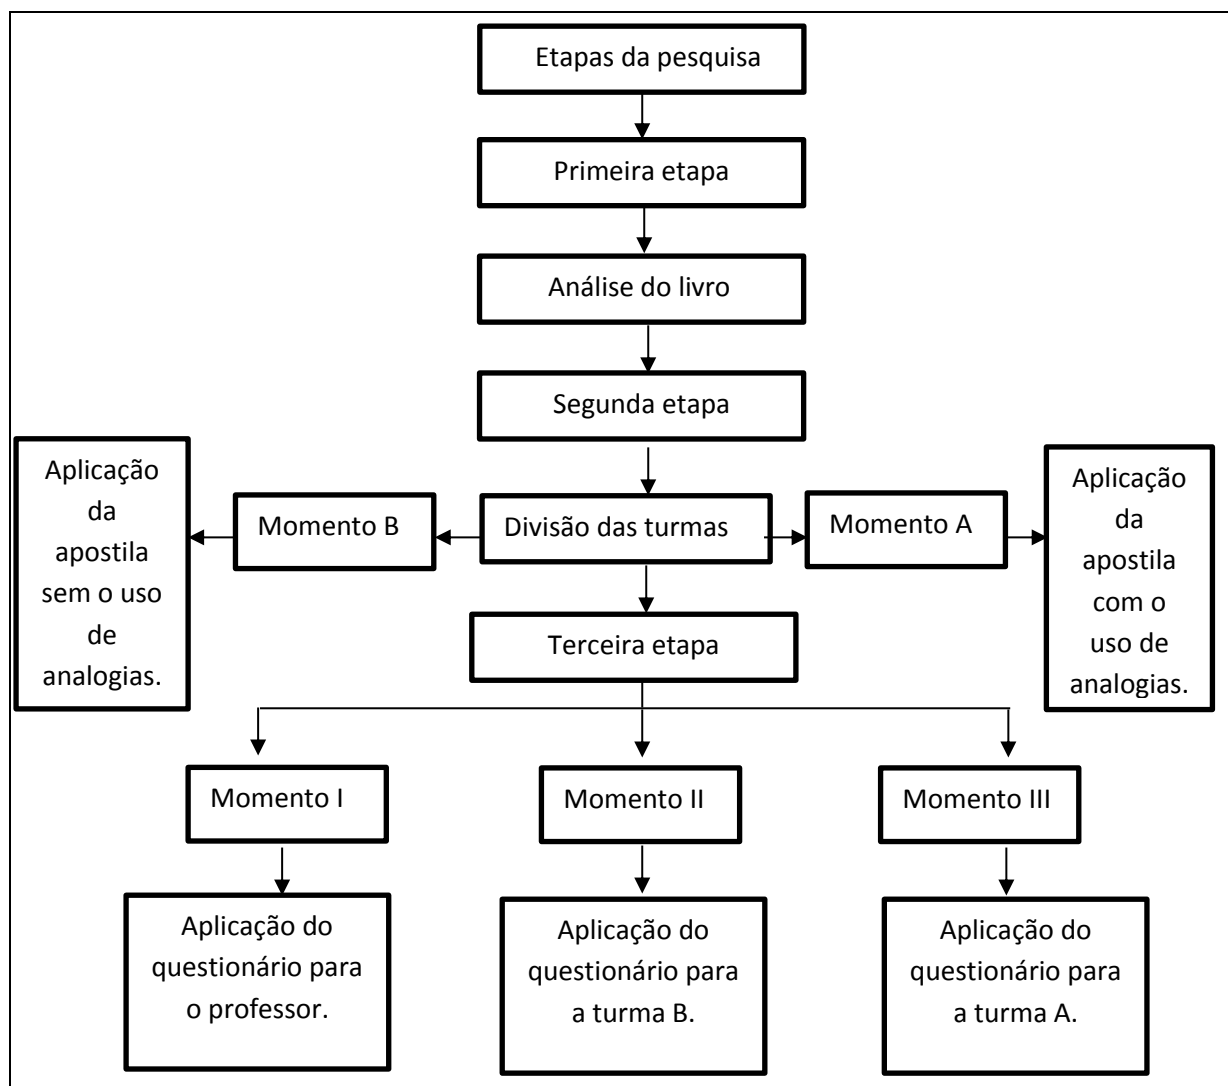 Etapas da pesquisa
Primeira etapa
Análise do livro
Segunda etapa
Aplicação
da
apostila
sem o uso
de
analogias.
Momento B
Divisão das turmas
Momento A
Aplicação
da
apostila
com o
uso de
analogias.
Terceira etapa
Momento I
Momento II
Momento III
Aplicação do
questionário para
o professor.
Aplicação do
questionário para
a turma B.
Aplicação do
questionário para
a turma A.